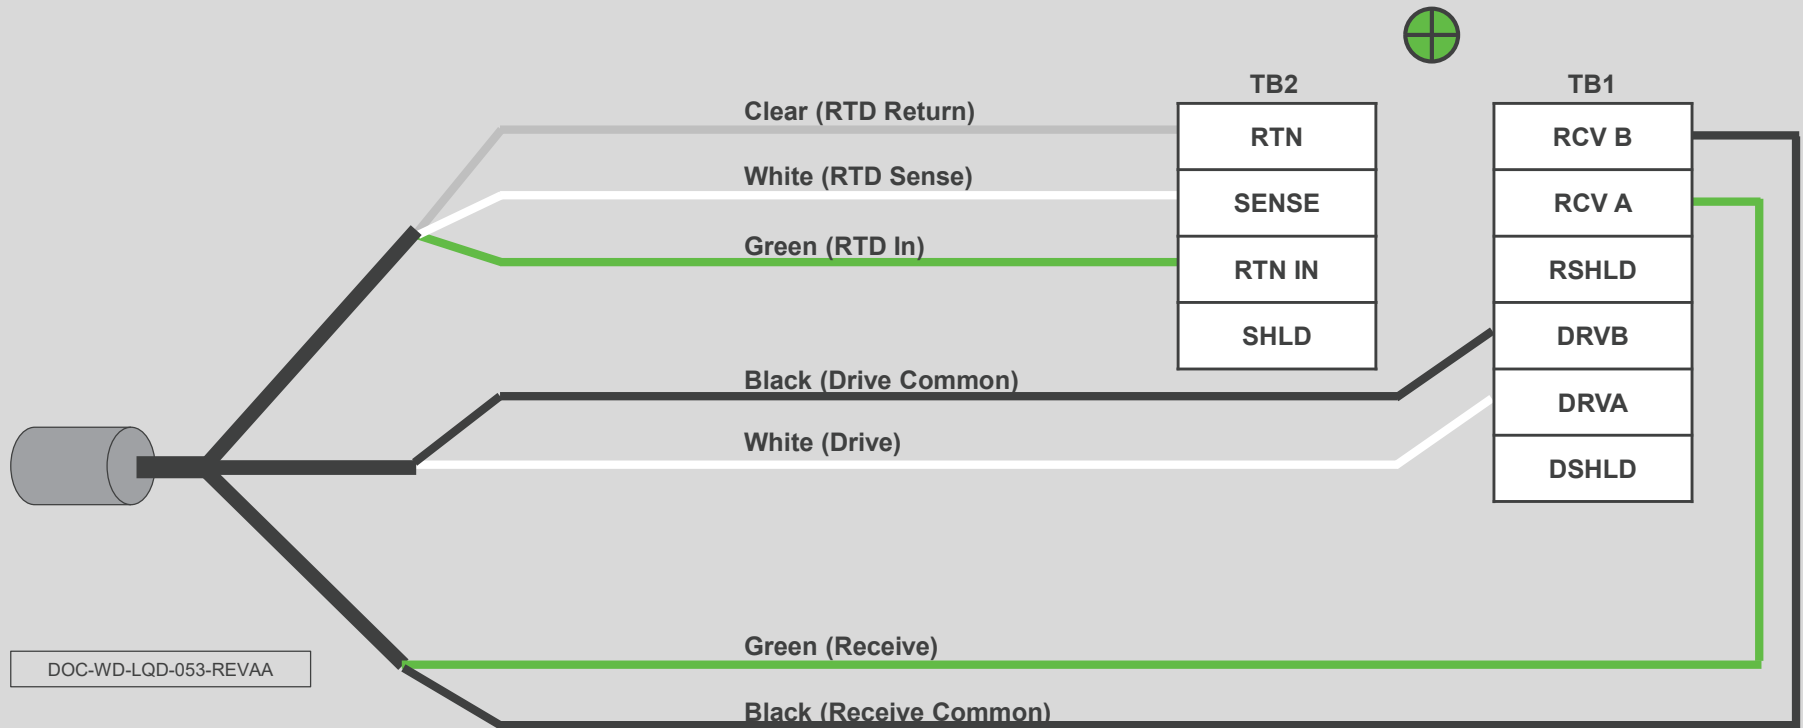 TB2
TB1
Clear (RTD Return)
RTN
RCV B
White (RTD Sense)
SENSE
RCV A
Green (RTD In)
RTN IN
RSHLD
SHLD
DRVB
Black (Drive Common)
DRVA
White (Drive)
DSHLD
Green (Receive)
DOC-WD-LQD-053-REVAA
Black (Receive Common)